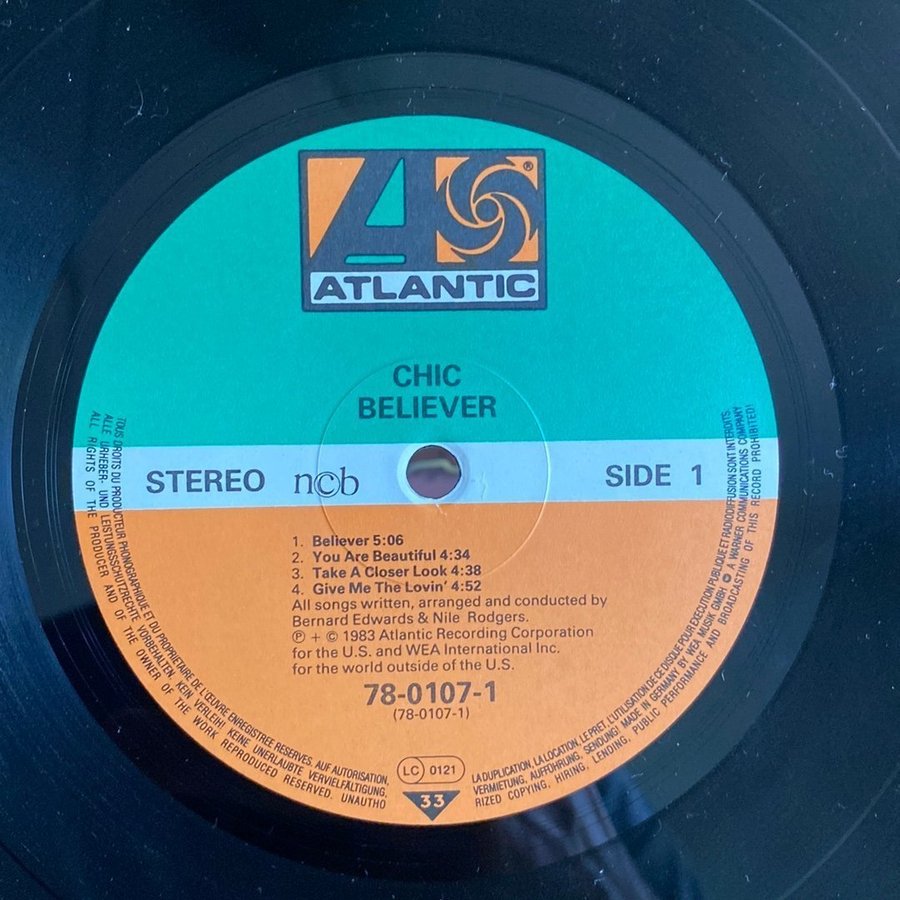 ATLANTIC
®
CHIC
BELIEVER
STEREO n©b SIDE 1
1. Believer 5:06
2. You Are Beautiful 4:34
3. Take A Closer Look 4:38
4. Give Me The Lovin' 4:52
All songs written, arranged and conducted by
Bernard Edwards & Nile Rodgers.
℗ + © 1983 Atlantic Recording Corporation
for the U.S. and WEA International Inc.
for the world outside of the U.S.
78-0107-1
(78-0107-1)
LC 0121
33
TOUS DROITS DU PRODUCTEUR PHONOGRAPHIQUE ET DU PROPRIETAIRE DE L'ŒUVRE ENREGISTREE RESERVES, AUF AUTORISATION,
LA DUPLICATION, LA LOCATION, LE PRET, L'UTILISATION DE CE DISQUE POUR EXECUTION PUBLIQUE ET RADIODIFFUSION SONT INTERDITS.
ALLE URHEBER- UND LEISTUNGSSCHUTZRECHTE VORBEHALTEN. KEIN VERLEIH! KEINE UNERLAUBTE VERVIELFÄLTIGUNG,
VERMIETUNG, AUFFÜHRUNG, SENDUNG! MADE IN GERMANY BY WEA MUSIK GMBH A WARNER COMMUNICATIONS COMPANY
ALL RIGHTS OF THE PRODUCER AND OF THE OWNER OF THE WORK REPRODUCED RESERVED. UNAUTHO
RIZED COPYING, HIRING, LENDING, PUBLIC PERFORMANCE AND BROADCASTING OF THIS RECORD PROHIBITED!